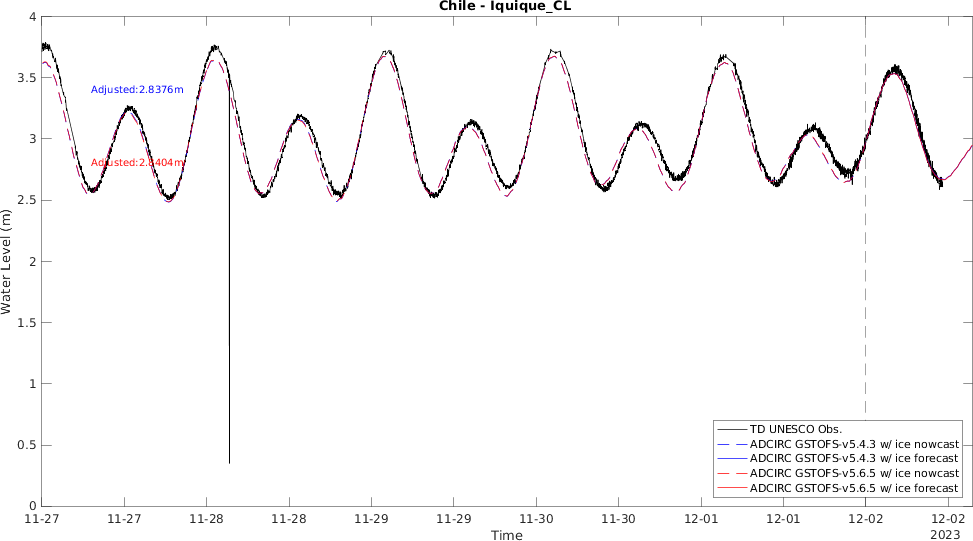 Chile - Iquique_CL
4
3.5
3
2.5
2
1.5
1
0.5
0
Water Level (m)
Adjusted:2.8376m
Adjusted:2.8404m
TD UNESCO Obs.
ADCIRC GSTOFS-v5.4.3 w/ ice nowcast
ADCIRC GSTOFS-v5.4.3 w/ ice forecast
ADCIRC GSTOFS-v5.6.5 w/ ice nowcast
ADCIRC GSTOFS-v5.6.5 w/ ice forecast
11-27 11-27 11-28 11-28 11-29 11-29 11-30 11-30 12-01 12-01 12-02 12-02
2023
Time